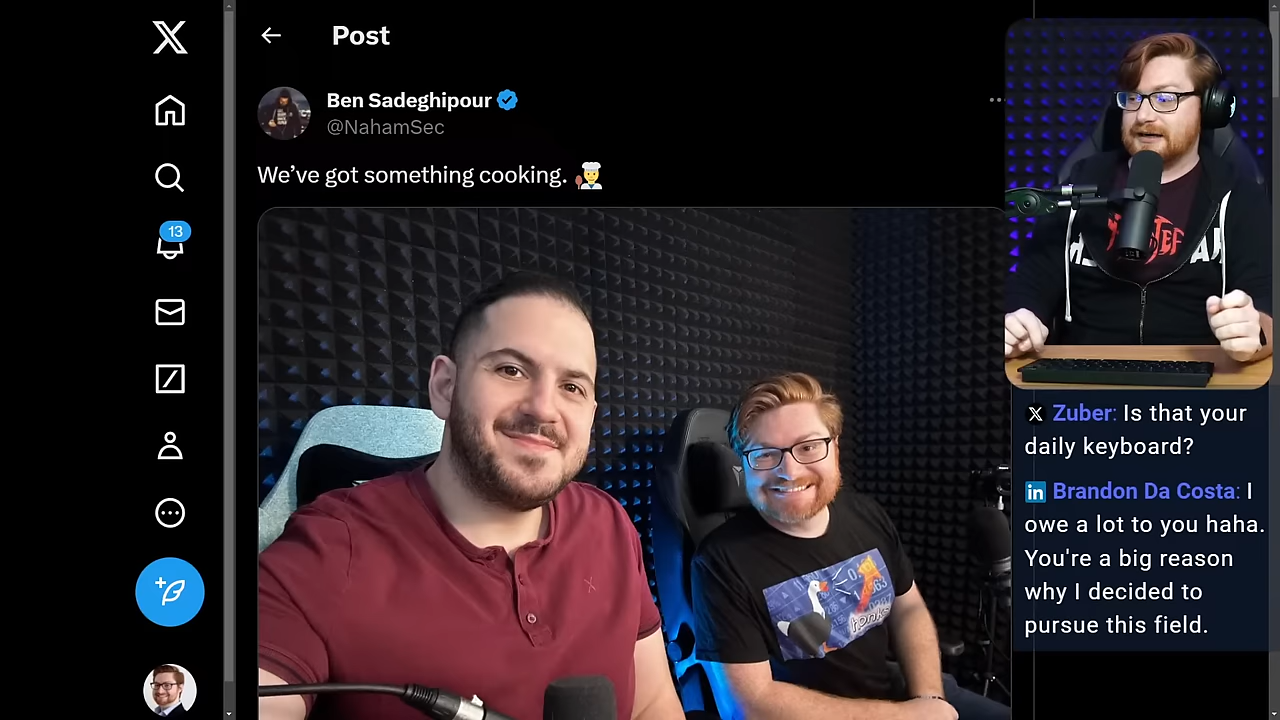 Post
Ben Sadeghipour
@NahamSec
We’ve got something cooking.
13
honk
Zuber: Is that your
daily keyboard?
Brandon Da Costa: I
owe a lot to you haha.
You're a big reason
why I decided to
pursue this field.